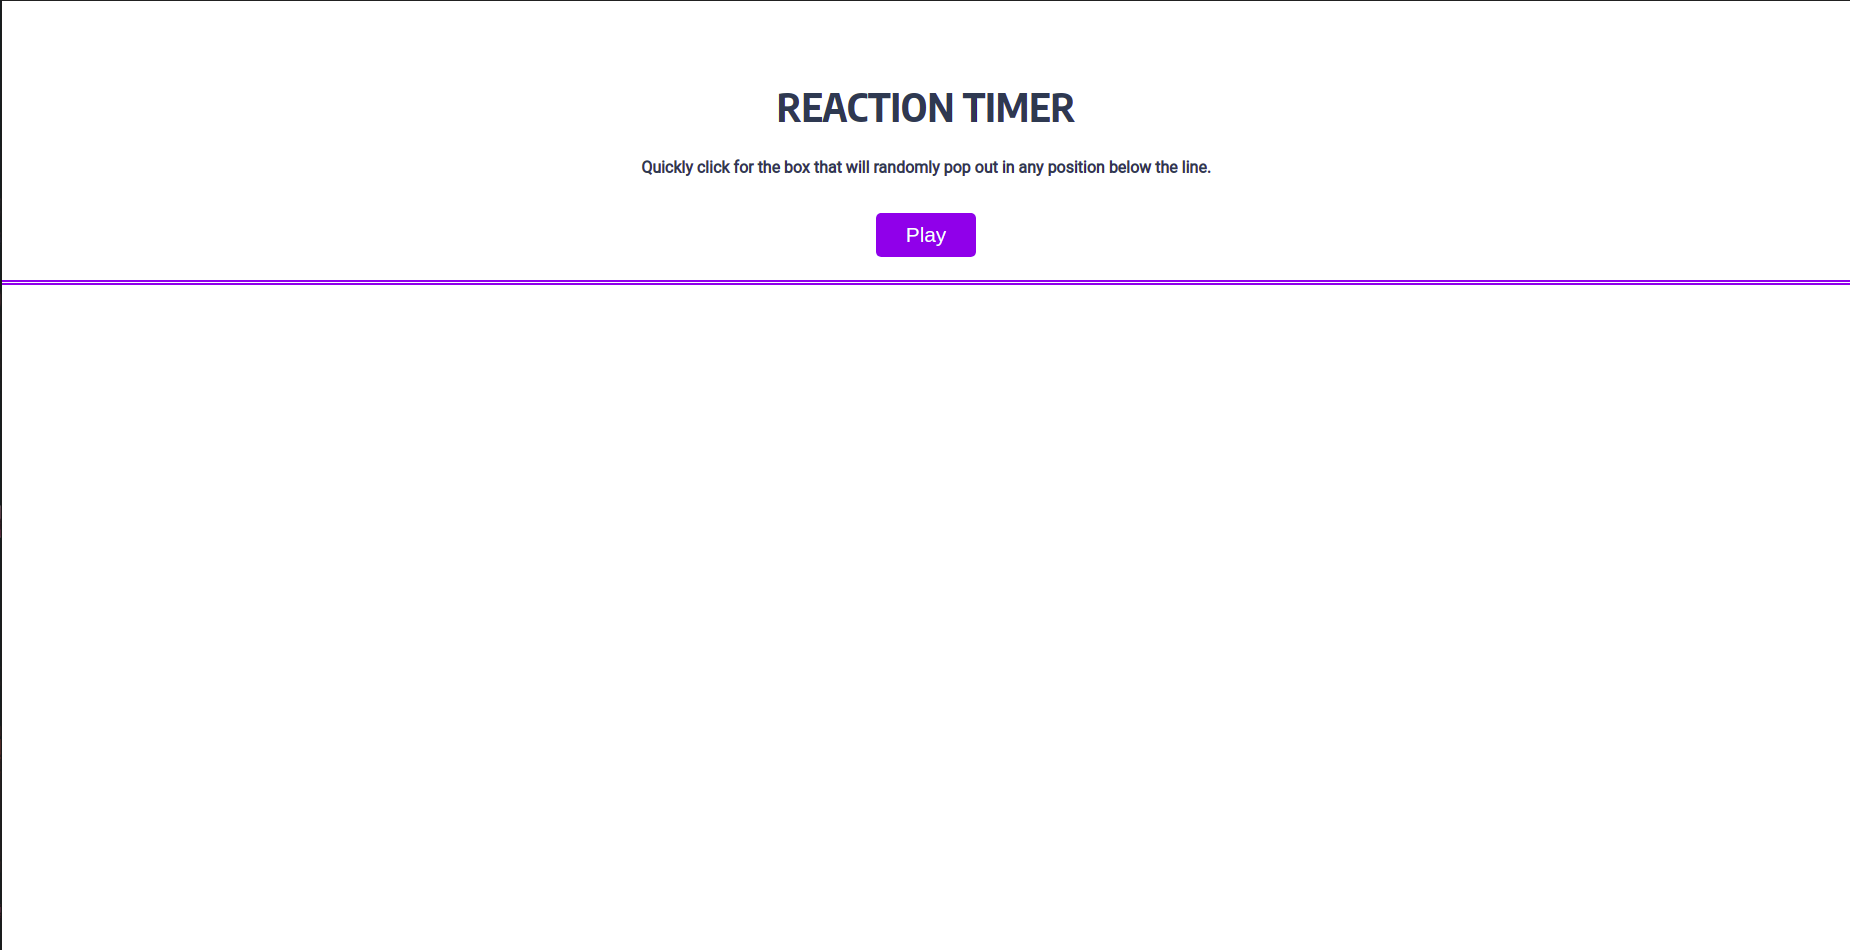 REACTION TIMER
Quickly click for the box that will randomly pop out in any position below the line.
Play